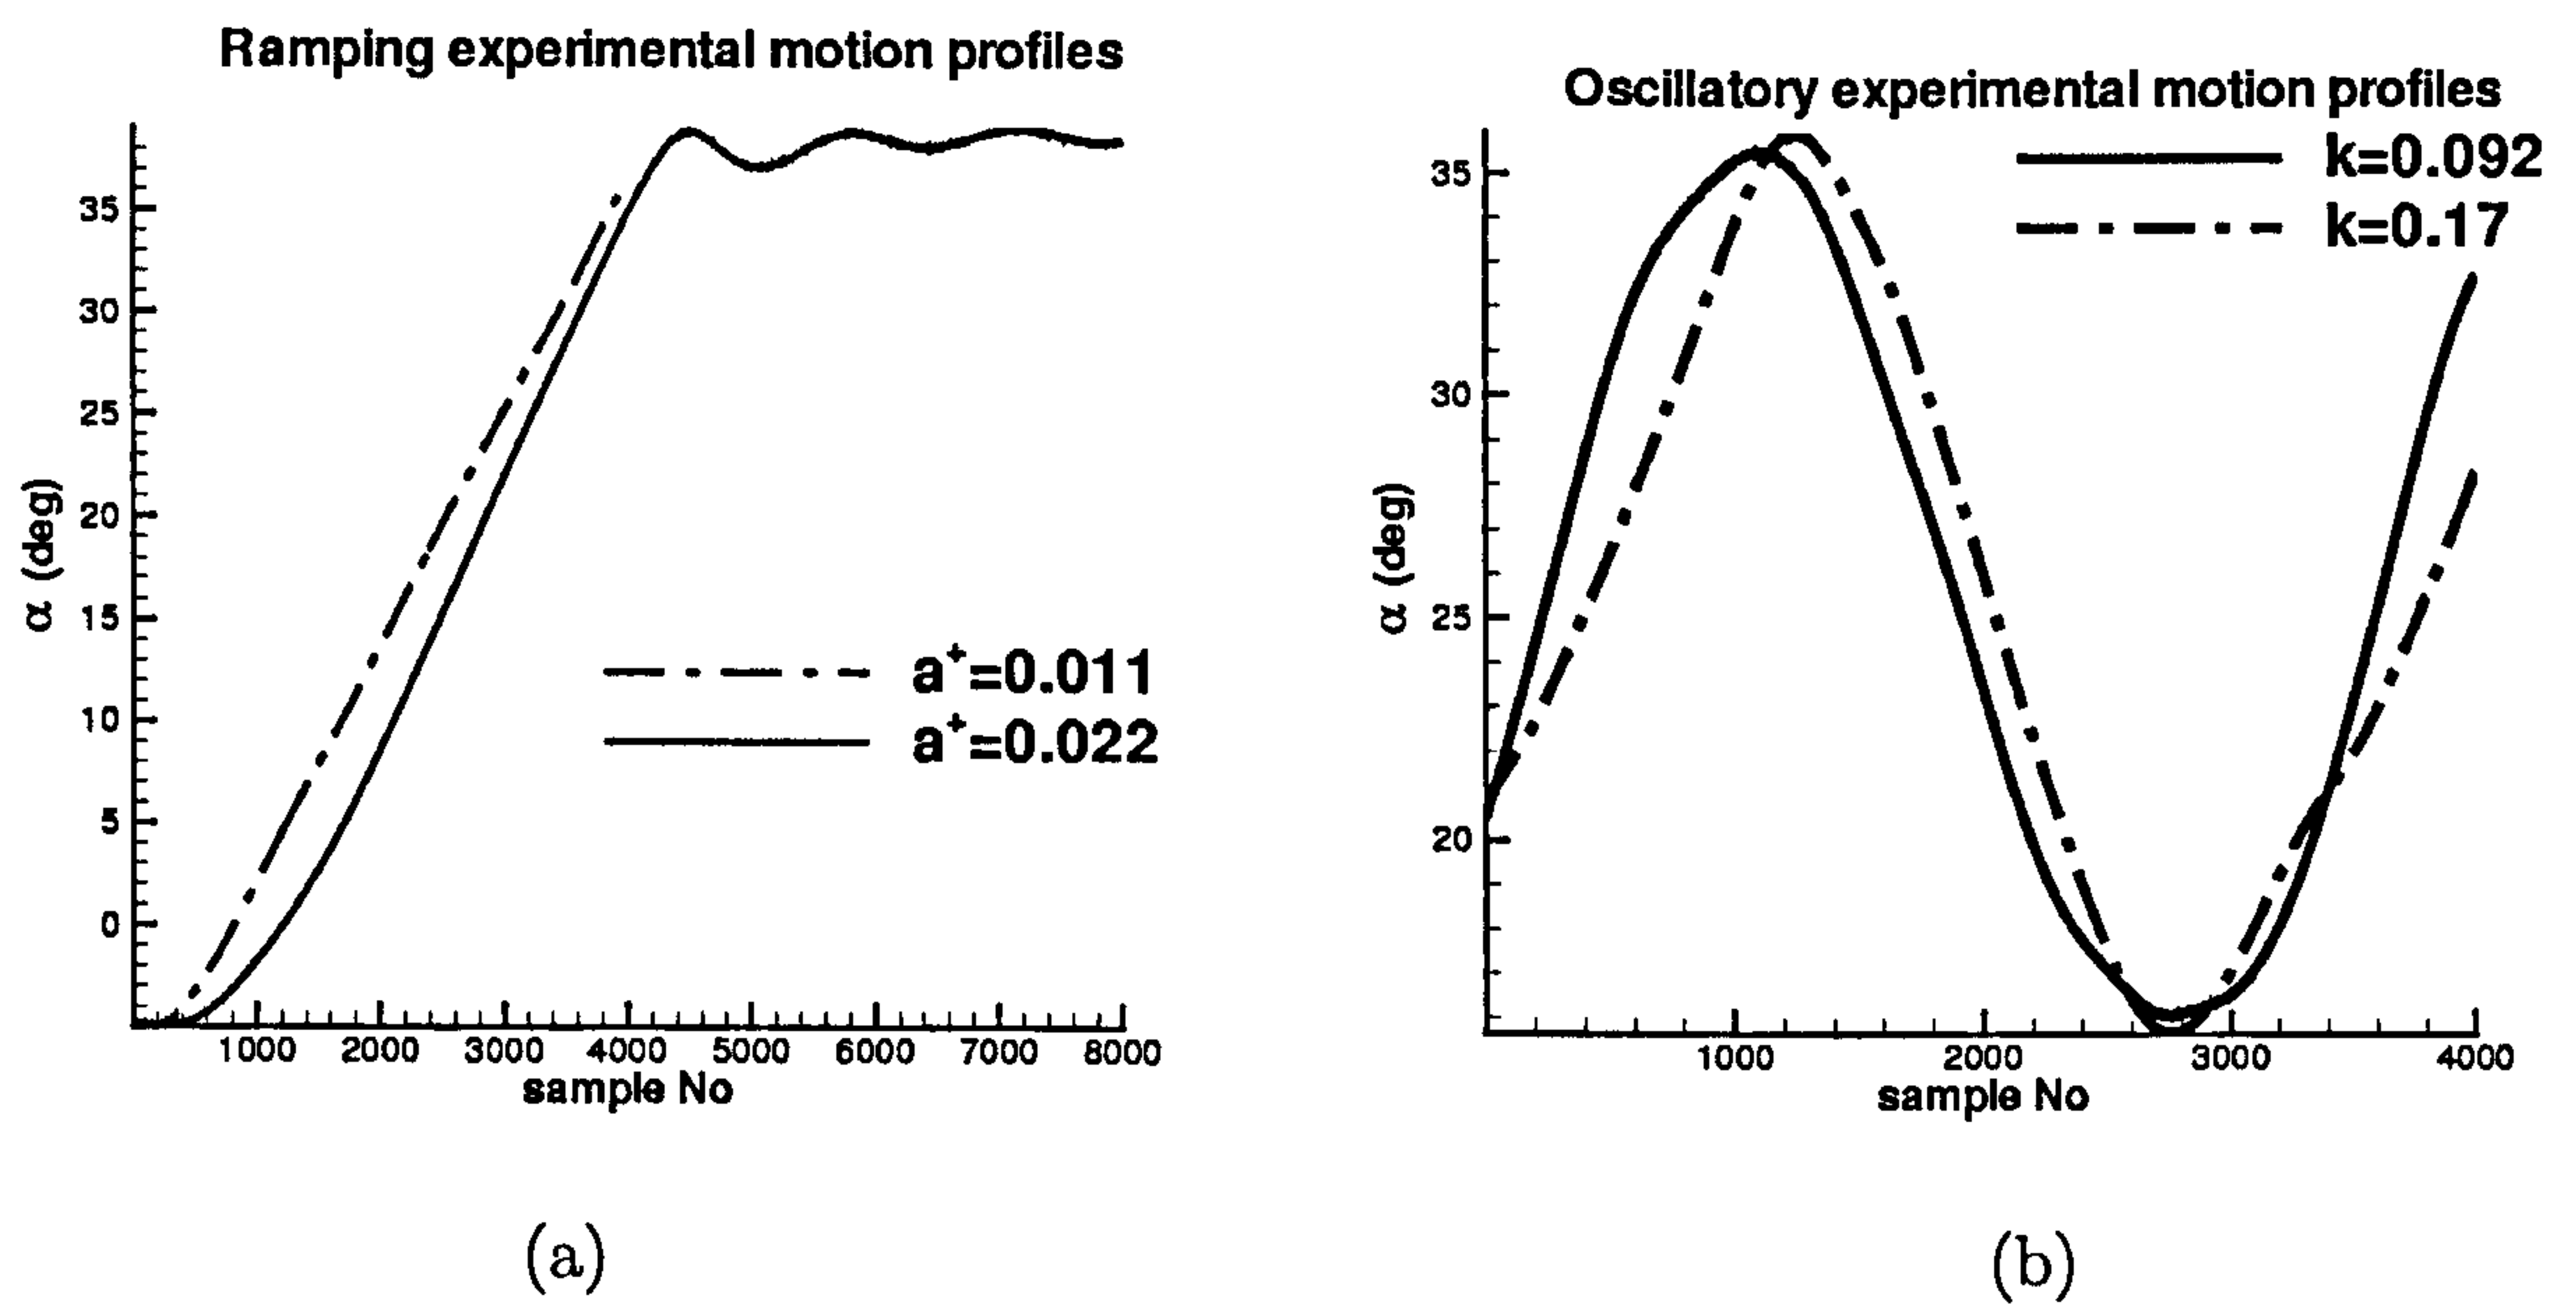 Ramping experimental motion profiles
35
30
25
20
15
10
5
0
α (deg)
a⁺=0.011
a⁺=0.022
1000 2000 3000 4000 5000 6000 7000 8000
sample No
(a)
Oscillatory experimental motion profiles
k=0.092
k=0.17
35
30
25
20
α (deg)
1000 2000 3000 4000
sample No
(b)